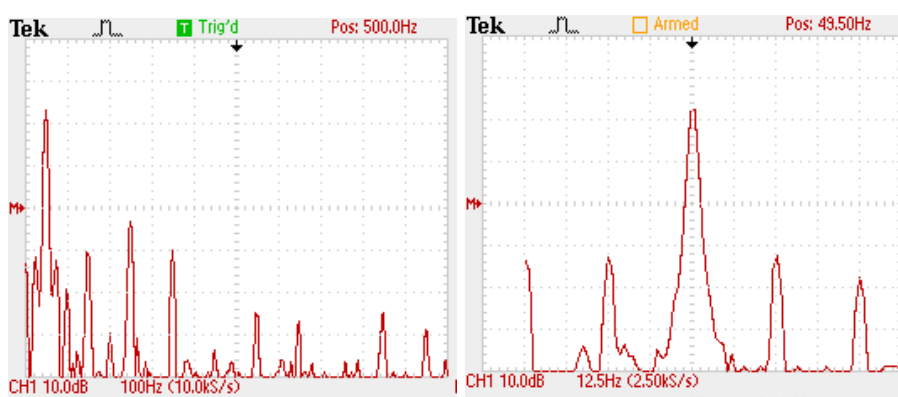 Tek Trig'd Pos: 500.0Hz
T
M
CH1 10.0dB 100Hz (10.0kS/s)
Tek Armed Pos: 49.50Hz
M
CH1 10.0dB 12.5Hz (2.50kS/s)